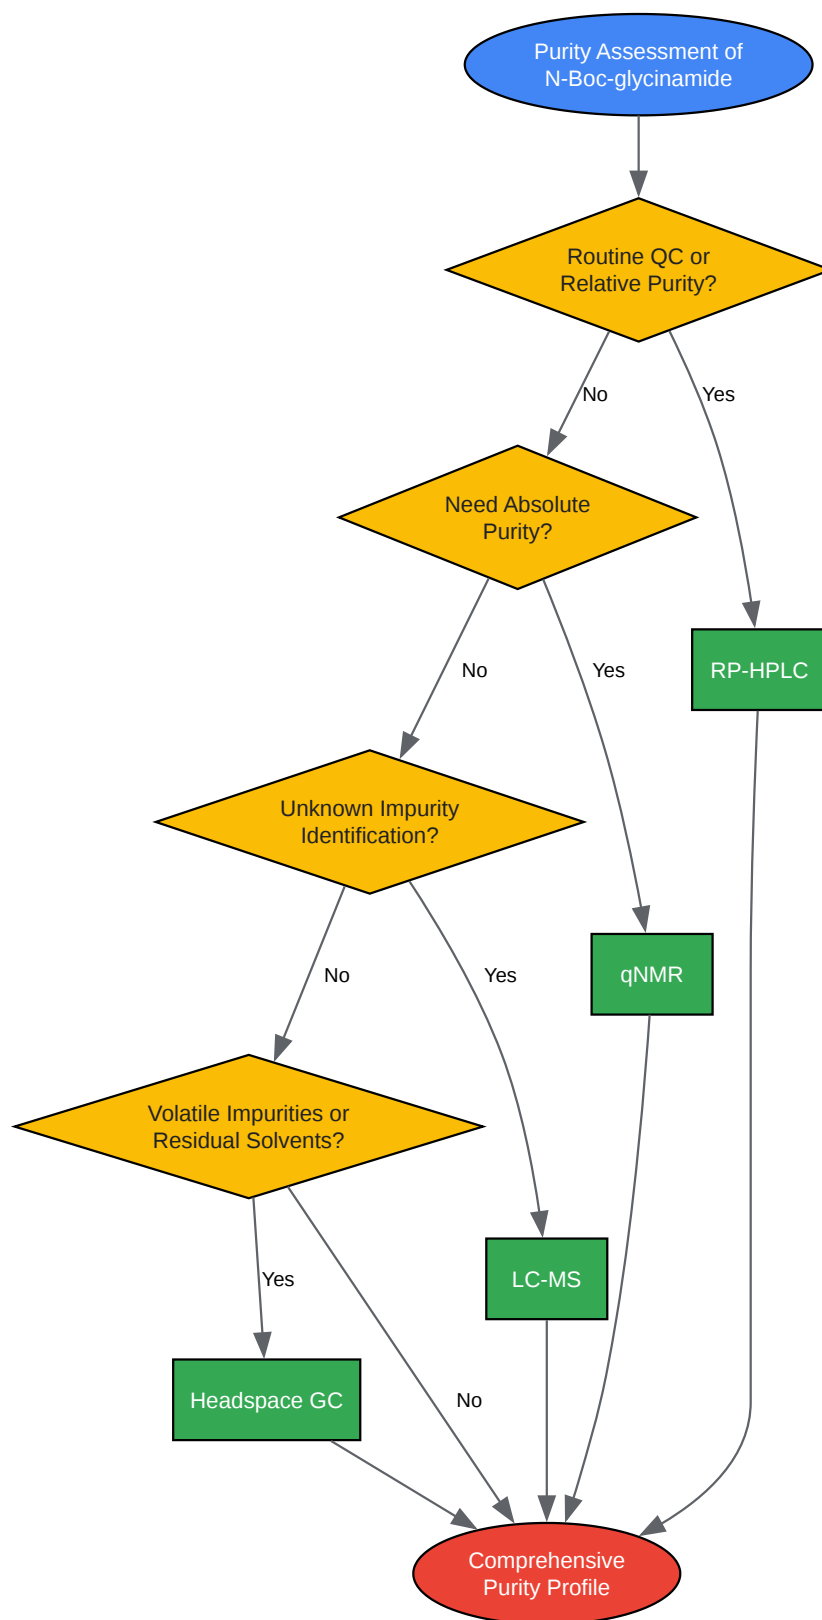 Purity Assessment of
N-Boc-glycinamide
Routine QC or
Relative Purity?
No
Yes
Need Absolute
Purity?
No
Yes
RP-HPLC
Unknown Impurity
Identification?
No
Yes
qNMR
Volatile Impurities or
Residual Solvents?
Yes
No
LC-MS
Headspace GC
Comprehensive
Purity Profile